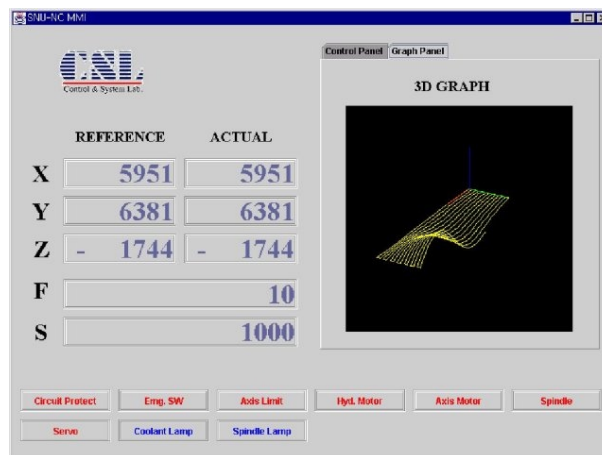 SNU-NC MMI
CNL
Control & System Lab.
Control Panel Graph Panel
3D GRAPH
REFERENCE ACTUAL
X 5951 5951
Y 6381 6381
Z - 1744 - 1744
F 10
S 1000
Circuit Protect Emg. SW Axis Limit Hyd. Motor Axis Motor Spindle
Servo Coolant Lamp Spindle Lamp